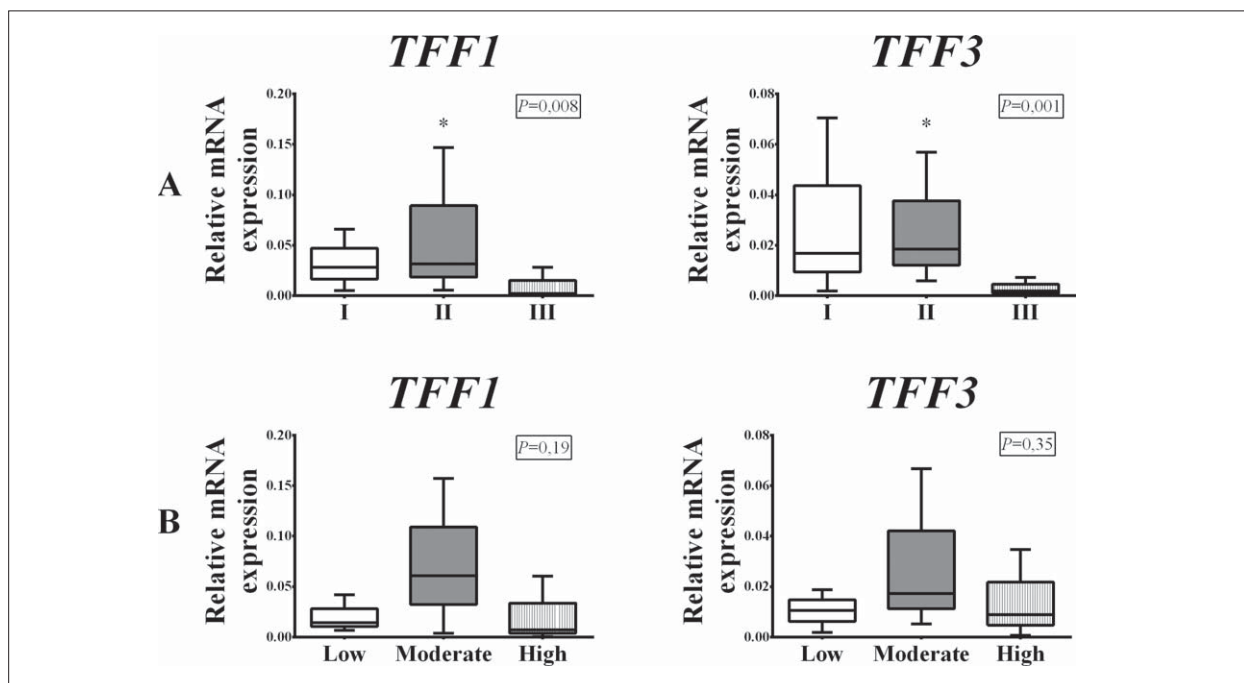 TFF1
TFF3
A
Relative mRNA
expression
0.20
0.15
0.10
0.05
0.00
P=0,008
*
I II III
Relative mRNA
expression
0.08
0.06
0.04
0.02
0.00
P=0,001
*
I II III
TFF1
TFF3
B
Relative mRNA
expression
0.20
0.15
0.10
0.05
0.00
P=0,19
Low Moderate High
Relative mRNA
expression
0.08
0.06
0.04
0.02
0.00
P=0,35
Low Moderate High